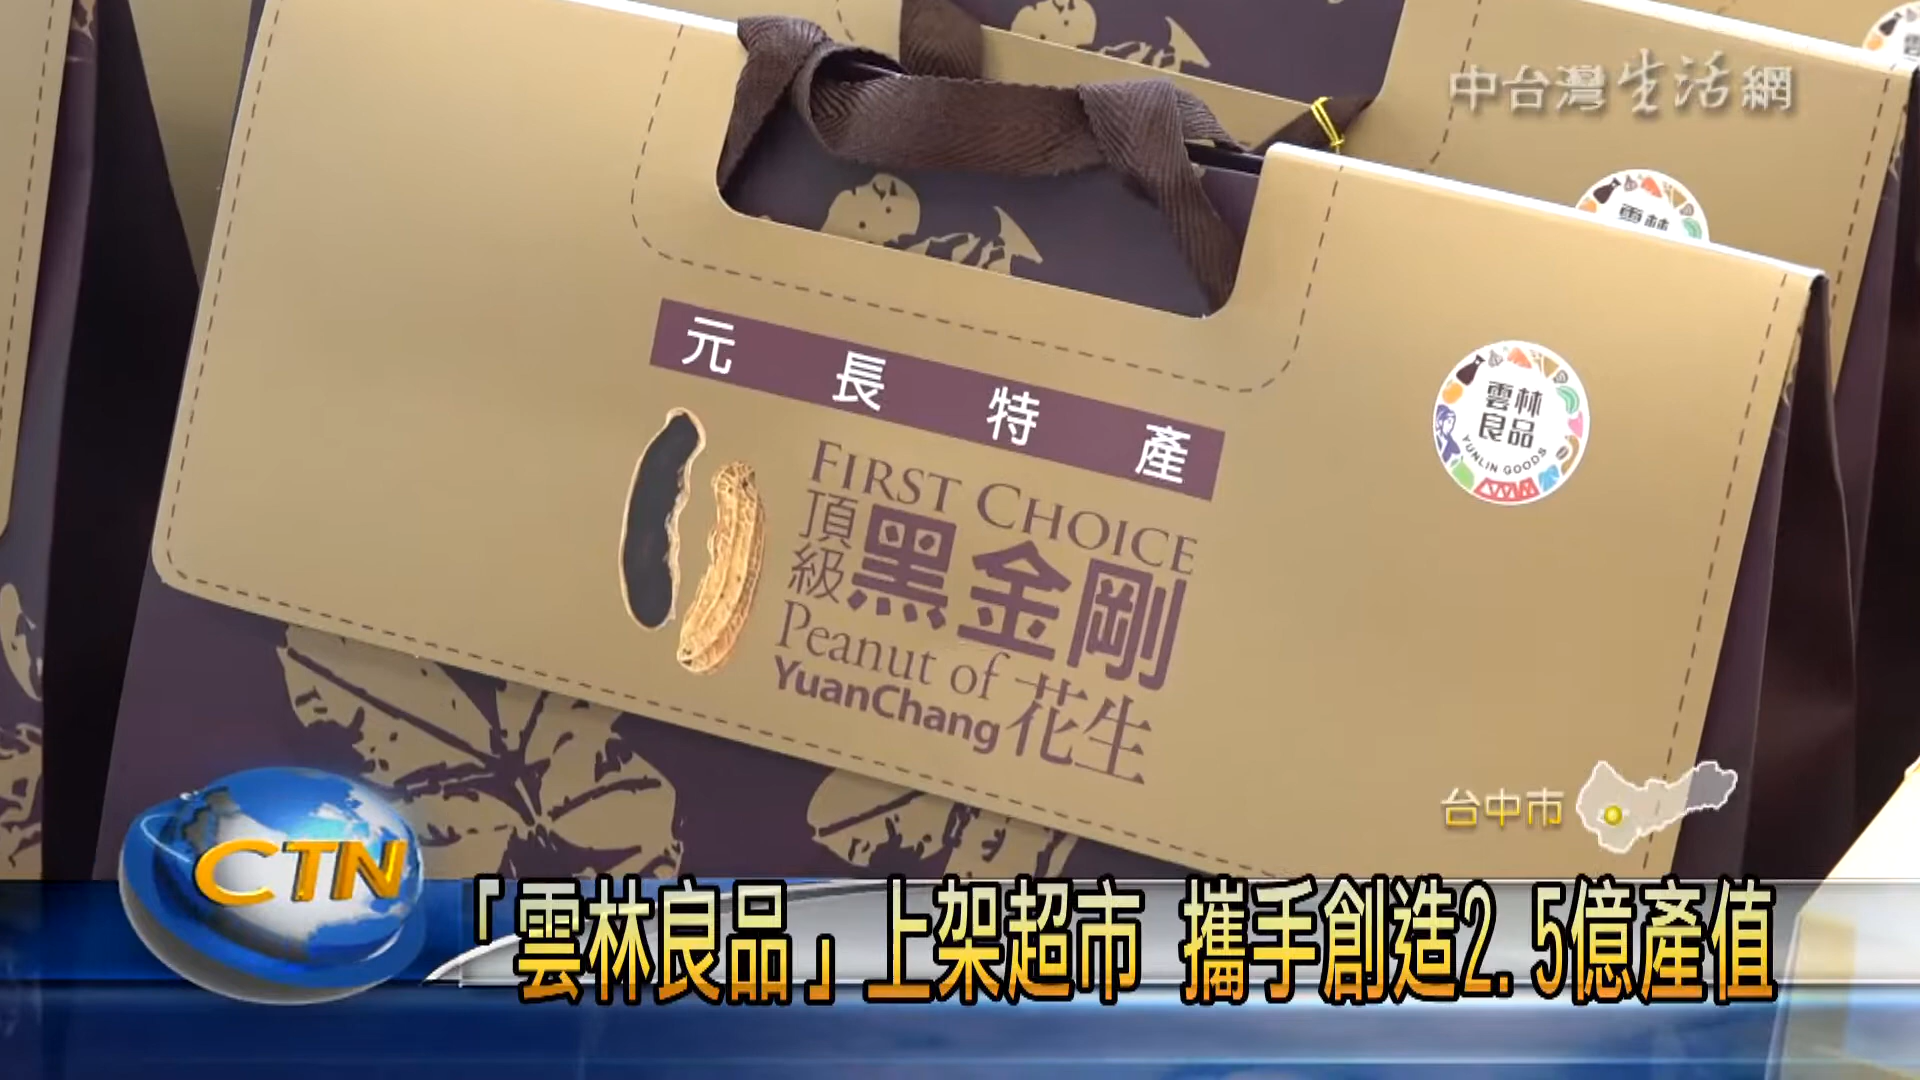 中台灣生活網
雲林
元長特產
雲林
良品
YUNLIN GOODS
FIRST CHOICE
頂級黑金剛
Peanut of
YuanChang花生
台中市
CTN
「雲林良品」上架超市 攜手創造2.5億產值